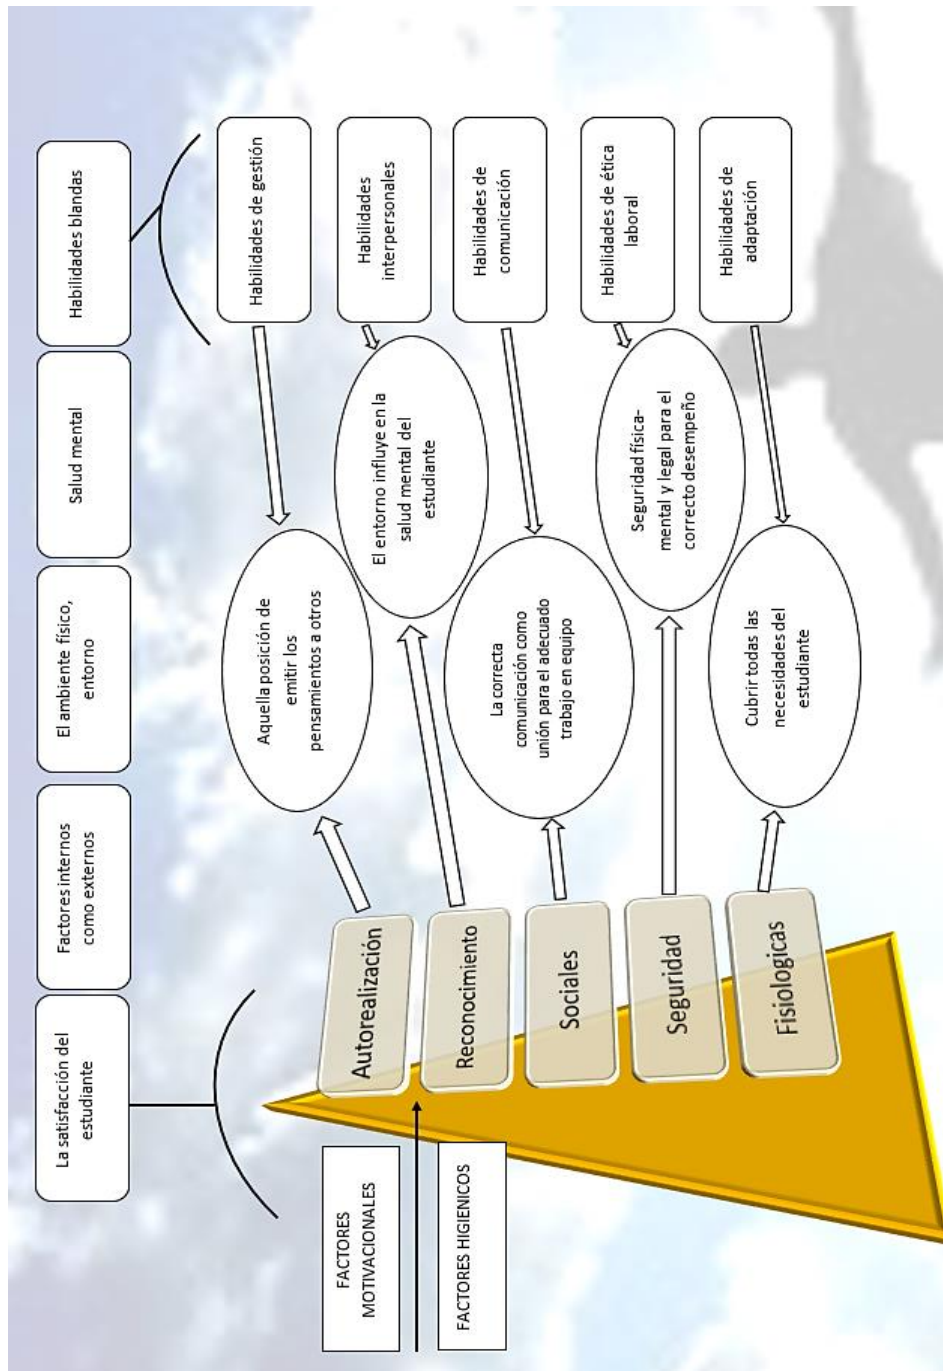 La satisfacción del
estudiante
Factores internos
como externos
El ambiente físico,
entorno
Salud mental
Habilidades blandas
FACTORES
MOTIVACIONALES
FACTORES HIGIENICOS
Autorealización
Reconocimiento
Sociales
Seguridad
Fisiologicas
Aquella posición de
emitir los
pensamientos a otros
El entorno influye en la
salud mental del
estudiante
La correcta
comunicación como
unión para el adecuado
trabajo en equipo
Seguridad física-
mental y legal para el
correcto desempeño
Cubrir todas las
necesidades del
estudiante
Habilidades de gestión
Habilidades
interpersonales
Habilidades de
comunicación
Habilidades de ética
laboral
Habilidades de
adaptación